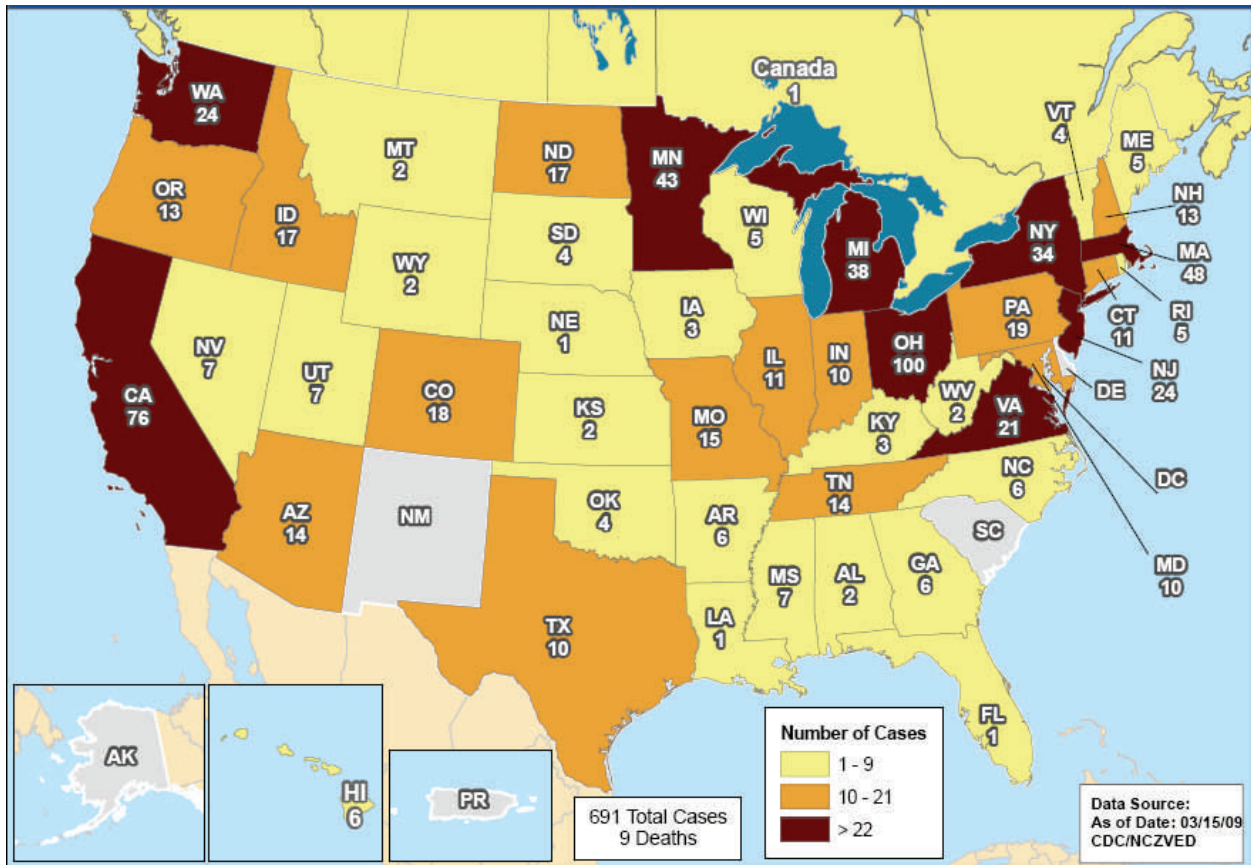 Canada
1
WA
24
MT
2
ND
17
MN
43
VT
4
ME
5
OR
13
ID
17
SD
4
WI
5
MI
38
NY
34
NH
13
MA
48
WY
2
IA
3
NE
1
PA
19
CT
11
RI
5
NV
7
UT
7
CO
18
IL
11
IN
10
OH
100
NJ
24
DE
CA
76
KS
2
MO
15
WV
2
VA
21
KY
3
DC
AZ
14
NM
OK
4
AR
6
TN
14
NC
6
SC
MD
10
MS
7
AL
2
GA
6
TX
10
LA
1
FL
1
AK
HI
6
PR
691 Total Cases
9 Deaths
Number of Cases
1 - 9
10 - 21
> 22
Data Source:
As of Date: 03/15/09
CDC/NCZVED